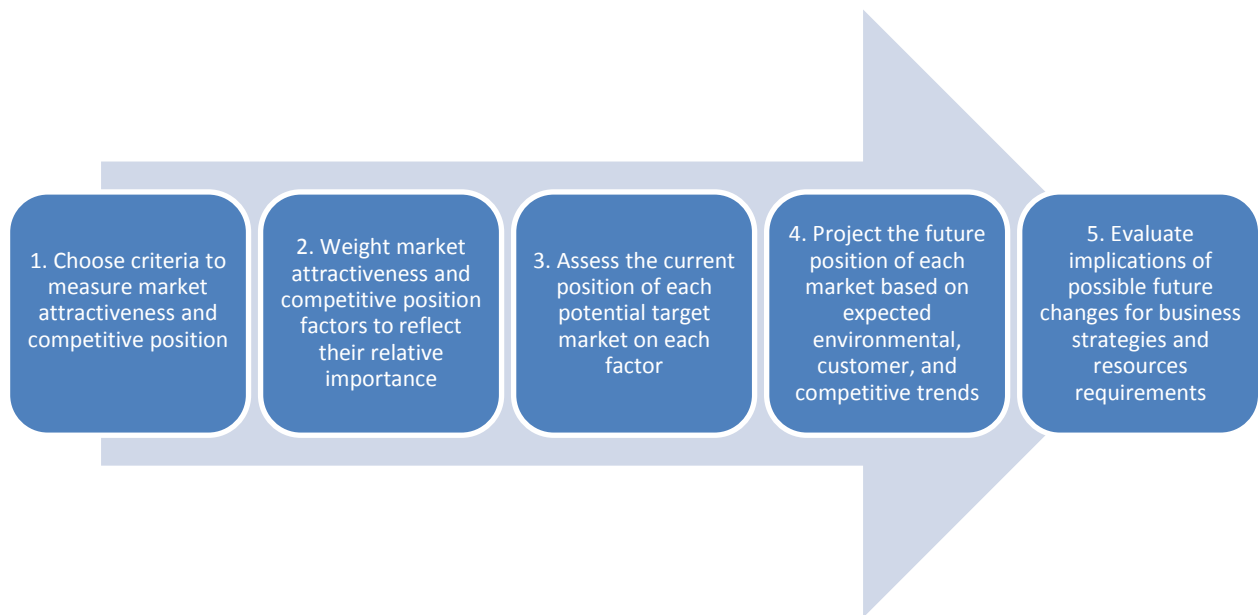 1. Choose criteria to
measure market
attractiveness and
competitive position
2. Weight market
attractiveness and
competitive position
factors to reflect
their relative
importance
3. Assess the current
position of each
potential target
market on each
factor
4. Project the future
position of each
market based on
expected
environmental,
customer, and
competitive trends
5. Evaluate
implications of
possible future
changes for business
strategies and
resources
requirements